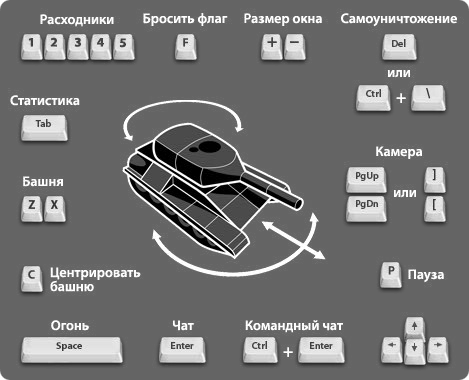 Расходники Бросить флаг Размер окна Самоуничтожение
1 2 3 4 5 F + − Del
или
Ctrl + \
Статистика
Tab
Камера
PgUp ]
или
PgDn [
Башня
Z X
C Центрировать
башню
P Пауза
Огонь Чат Командный чат
Space Enter Ctrl + Enter